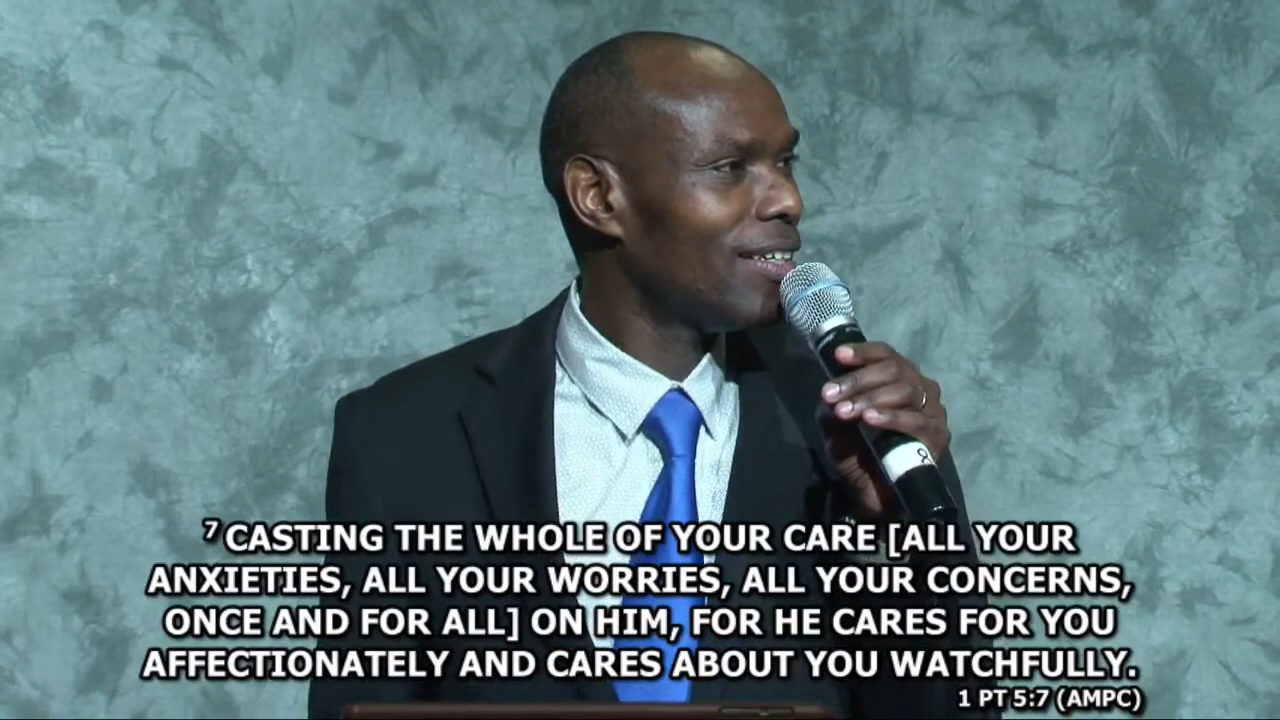 7 CASTING THE WHOLE OF YOUR CARE [ALL YOUR
ANXIETIES, ALL YOUR WORRIES, ALL YOUR CONCERNS,
ONCE AND FOR ALL] ON HIM, FOR HE CARES FOR YOU
AFFECTIONATELY AND CARES ABOUT YOU WATCHFULLY.
1 PT 5:7 (AMPC)
8